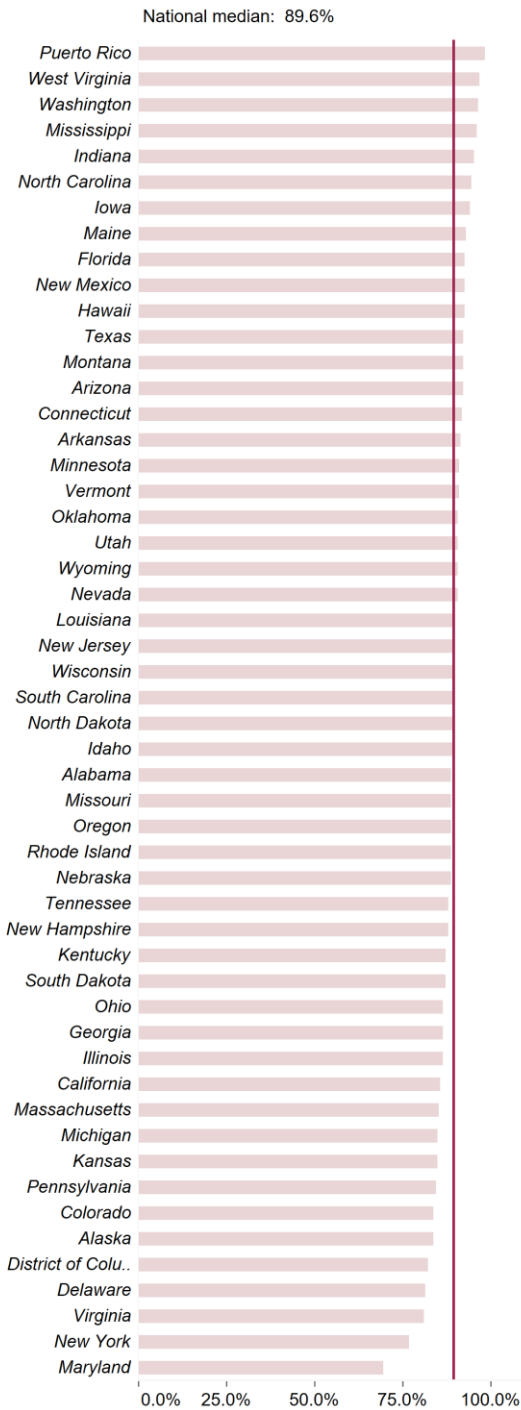 National median: 89.6%
Puerto Rico
West Virginia
Washington
Mississippi
Indiana
North Carolina
Iowa
Maine
Florida
New Mexico
Hawaii
Texas
Montana
Arizona
Connecticut
Arkansas
Minnesota
Vermont
Oklahoma
Utah
Wyoming
Nevada
Louisiana
New Jersey
Wisconsin
South Carolina
North Dakota
Idaho
Alabama
Missouri
Oregon
Rhode Island
Nebraska
Tennessee
New Hampshire
Kentucky
South Dakota
Ohio
Georgia
Illinois
California
Massachusetts
Michigan
Kansas
Pennsylvania
Colorado
Alaska
District of Colu..
Delaware
Virginia
New York
Maryland
0.0% 25.0% 50.0% 75.0% 100.0%